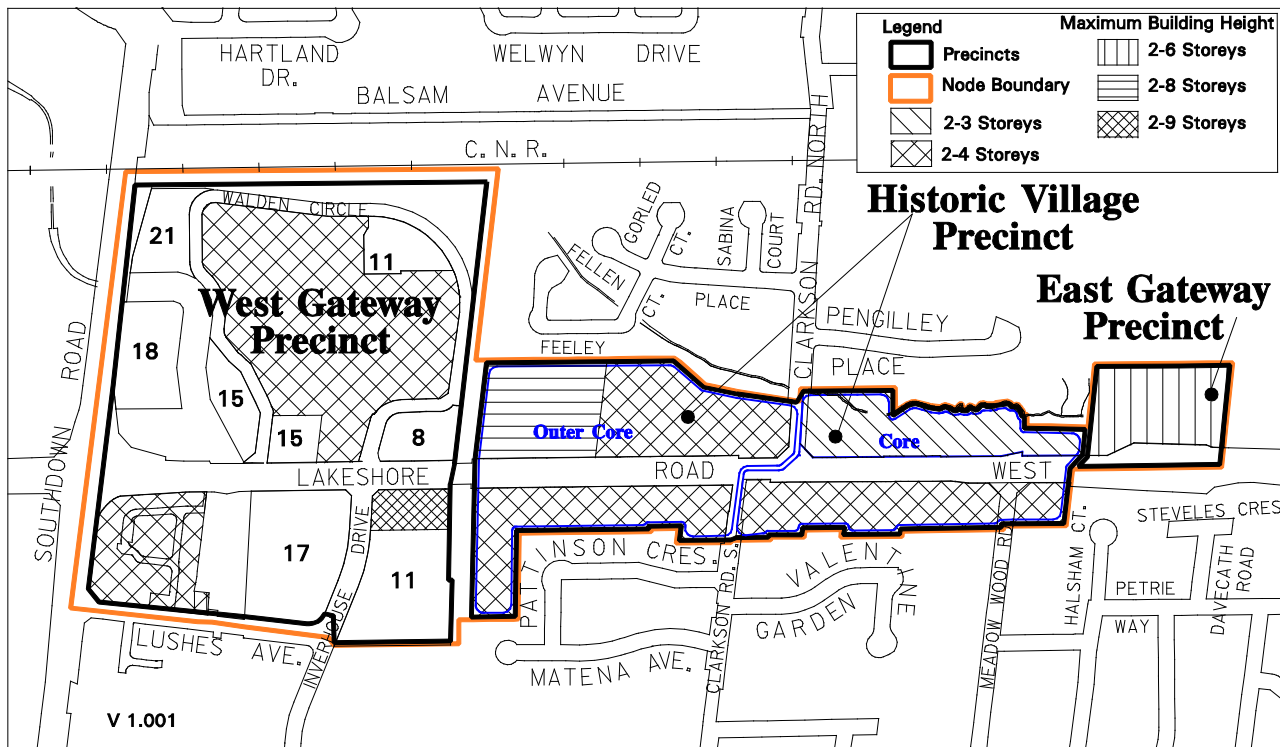 HARTLAND DR.
WELWYN DRIVE
BALSAM AVENUE
C. N. R.
Legend
Precincts
Node Boundary
2-3 Storeys
2-4 Storeys
Maximum Building Height
2-6 Storeys
2-8 Storeys
2-9 Storeys
Historic Village
Precinct
East Gateway
Precinct
West Gateway
Precinct
WALDEN CIRCLE
21
11
18
15
15
8
17
11
SOUTHDOWN ROAD
GORLED CT.
SABINA COURT
FELLEN PLACE
CT.
FEELEY
CLARKSON RD. NORTH
PENGILLEY
PLACE
Outer Core
Core
LAKESHORE ROAD WEST
INVERHOUSE DRIVE
LUSHES AVE.
PATTINSON CRES.
CLARKSON RD. S.
VALENTINE
GARDEN
MATENA AVE.
MEADOW WOOD RD
HALSHAM CT.
STEVELES CRES
PETRIE
WAY
DAVECATH ROAD
V 1.001